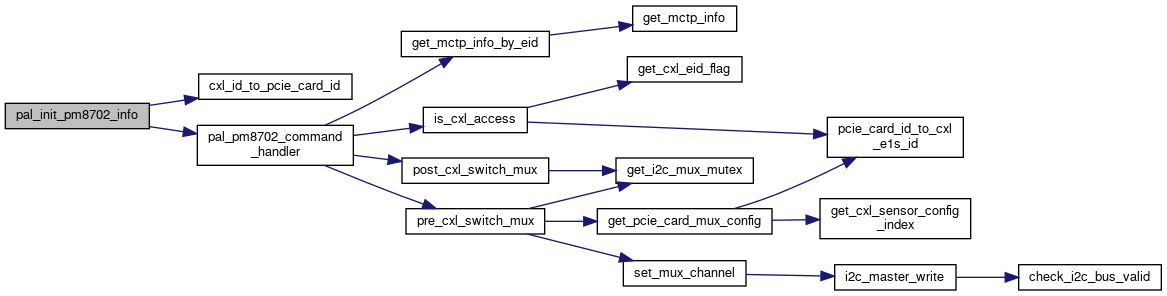 get_mctp_info
get_mctp_info_by_eid
get_cxl_eid_flag
cxl_id_to_pcie_card_id
pal_init_pm8702_info
is_cxl_access
pcie_card_id_to_cxl
_e1s_id
pal_pm8702_command
_handler
post_cxl_switch_mux
get_i2c_mux_mutex
pre_cxl_switch_mux
get_pcie_card_mux_config
get_cxl_sensor_config
_index
set_mux_channel
i2c_master_write
check_i2c_bus_valid